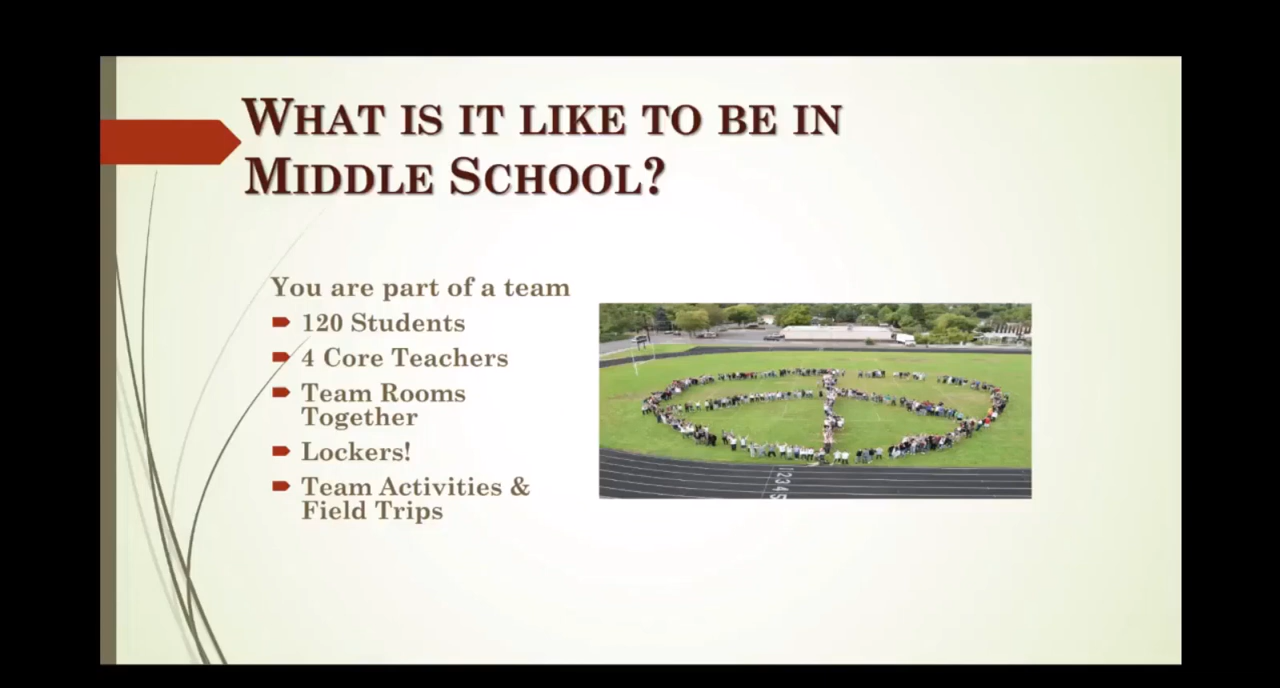 What is it like to be in
Middle School?
You are part of a team
120 Students
4 Core Teachers
Team Rooms
Together
Lockers!
Team Activities &
Field Trips
12345